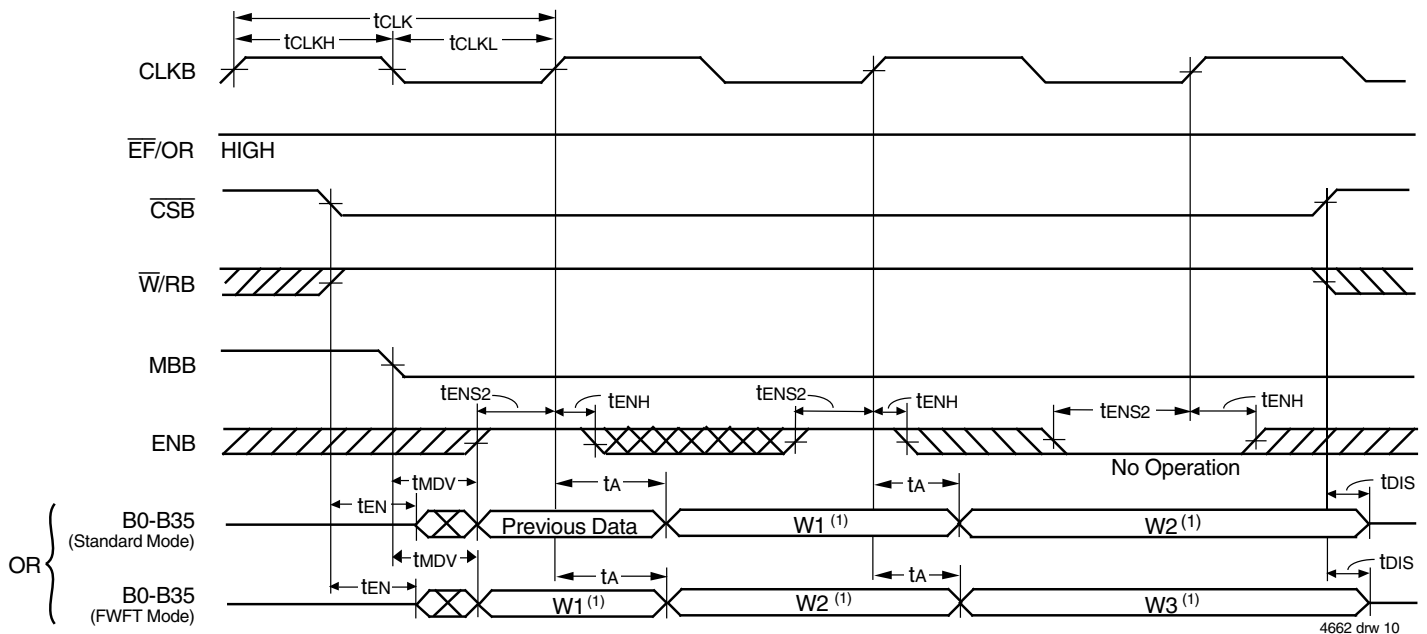 tCLK
tCLKH tCLKL
CLKB
EF/OR HIGH
CSB
W/RB
MBB
tENS2 tENH tENS2 tENH tENS2 tENH
ENB
No Operation
tMDV tA tA tDIS
tEN
B0-B35
(Standard Mode)
Previous Data W1 (1) W2 (1)
OR
tMDV tDIS
tEN tA tA
B0-B35
(FWFT Mode)
W1 (1) W2 (1) W3 (1)
4662 drw 10